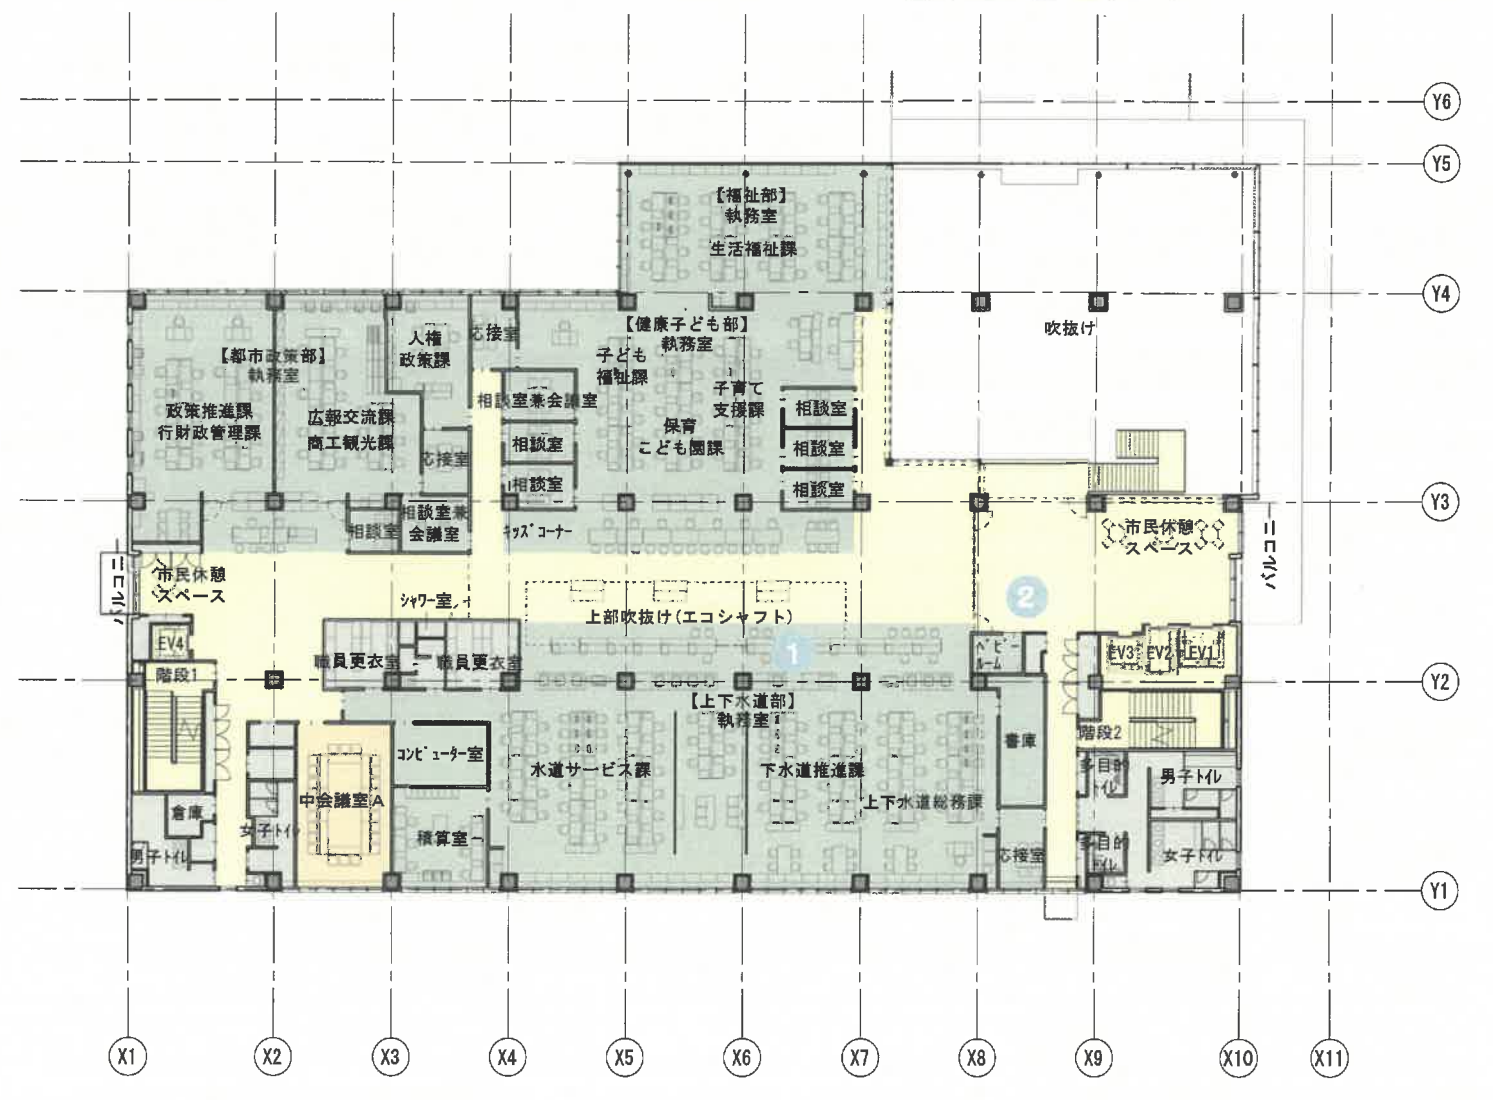 Y6
Y5
【福祉部】
執務室
生活福祉課
Y4
吹抜け
【健康子ども部】
執務室
人権
政策課
応接室
【都市政策部】
執務室
子ども
福祉課
子育て
支援課
相談室兼会議室
相談室
政策推進課
行財政管理課
広報交流課
商工観光課
保育
こども園課
相談室
相談室
応接室
相談室
相談室
Y3
相談室
相談室兼
会議室
キッズコーナー
市民休憩
スペース
バルコニー
バルコニー
市民休憩
スペース
シャワー室
上部吹抜け(エコシャフト)
2
1
EV4
職員更衣室
職員更衣室
ベビー
ルーム
EV3
EV2
EV1
階段1
Y2
【上下水道部】
執務室
コンピューター室
水道サービス課
下水道推進課
書庫
階段2
多目的
トイレ
男子トイレ
中会議室A
上下水道総務課
倉庫
女子トイレ
積算室
男子トイレ
応接室
多目的
トイレ
女子トイレ
Y1
X1
X2
X3
X4
X5
X6
X7
X8
X9
X10
X11